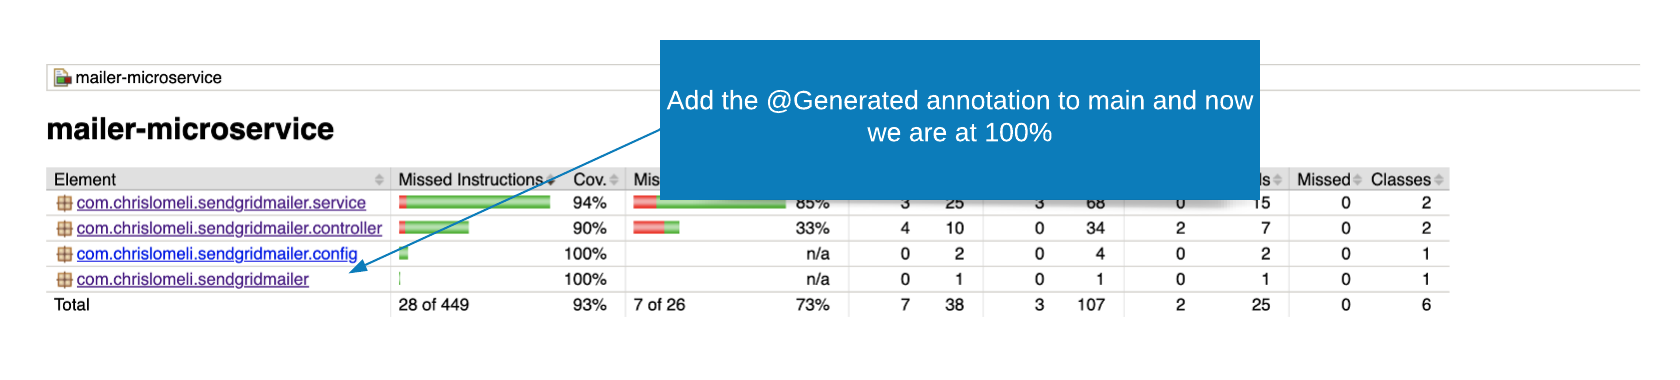 mailer-microservice
Add the @Generated annotation to main and now
we are at 100%
mailer-microservice
Element Missed Instructions Cov. Missed Classes
com.chrislomeli.sendgridmailer.service 94% 85% 3 25 3 68 0 15 0 2
com.chrislomeli.sendgridmailer.controller 90% 33% 4 10 0 34 2 7 0 2
com.chrislomeli.sendgridmailer.config 100% n/a 0 2 0 4 0 2 0 1
com.chrislomeli.sendgridmailer 100% n/a 0 1 0 1 0 1 0 1
Total 28 of 449 93% 7 of 26 73% 7 38 3 107 2 25 0 6